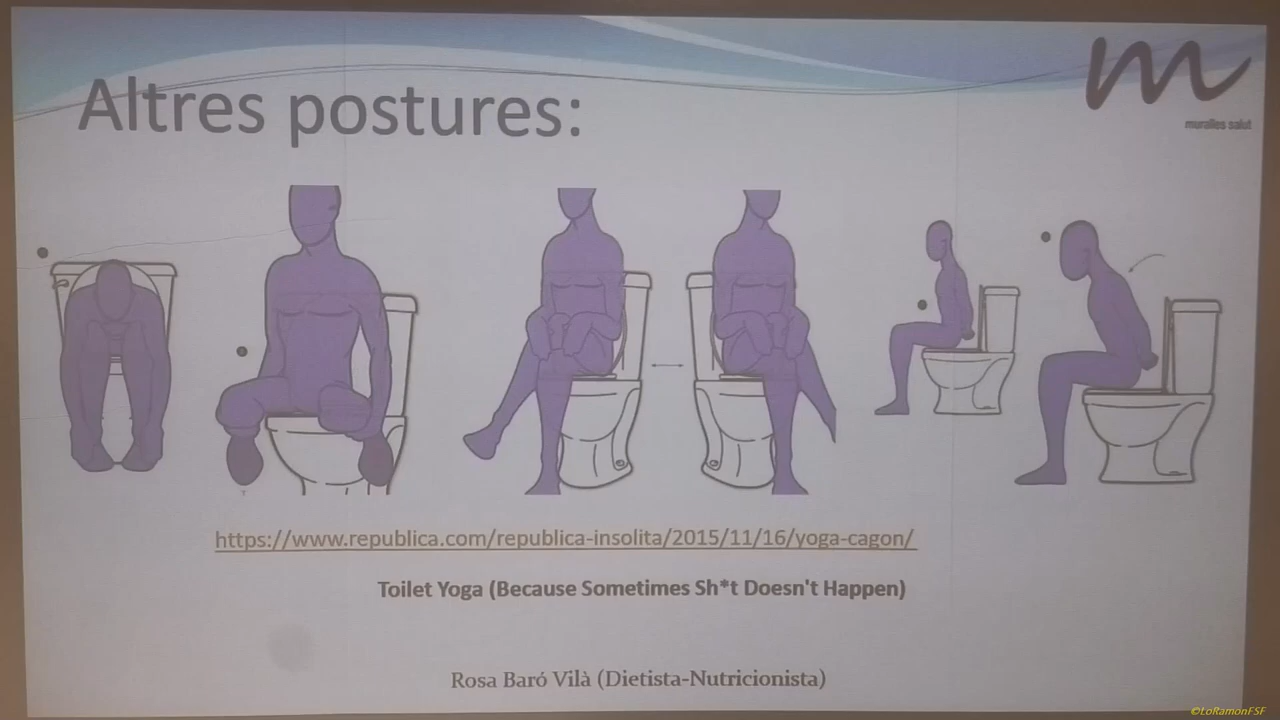 Altres postures:
muralles salut
https://www.republica.com/republica-insolita/2015/11/16/yoga-cagon/
Toilet Yoga (Because Sometimes Sh*t Doesn't Happen)
Rosa Baró Vilà (Dietista-Nutricionista)
©LoRamonFSF